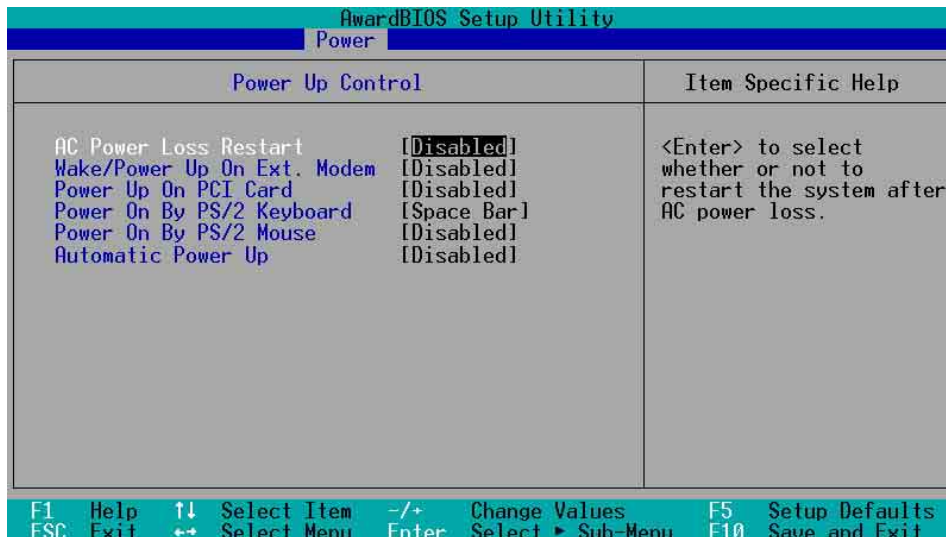 AwardBIOS Setup Utility
Power
Power Up Control
Item Specific Help
AC Power Loss Restart [Disabled]
Wake/Power Up On Ext. Modem [Disabled]
Power Up On PCI Card [Disabled]
Power On By PS/2 Keyboard [Space Bar]
Power On By PS/2 Mouse [Disabled]
Automatic Power Up [Disabled]
<Enter> to select
whether or not to
restart the system after
AC power loss.
F1 Help ↑↓ Select Item -/+ Change Values F5 Setup Defaults
ESC Exit ←→ Select Menu Enter Select ► Sub-Menu F10 Save and Exit